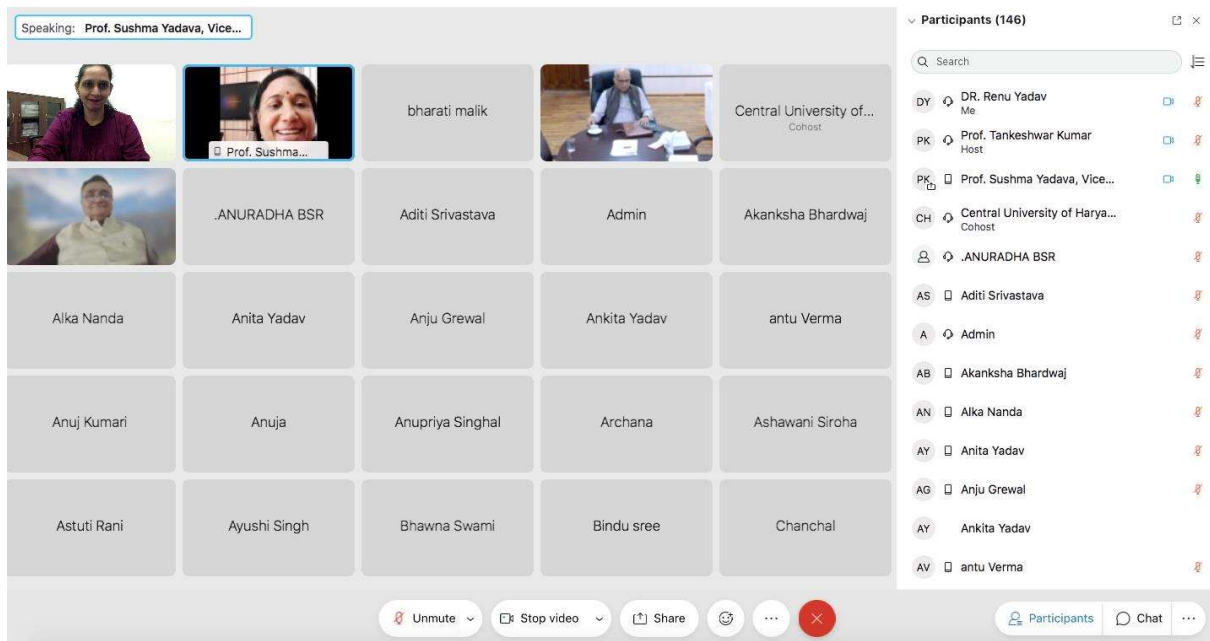 Speaking: Prof. Sushma Yadava, Vice...
Prof. Sushma...
bharati malik
Central University of...
Cohost
.ANURADHA BSR
Aditi Srivastava
Admin
Akanksha Bhardwaj
Alka Nanda
Anita Yadav
Anju Grewal
Ankita Yadav
antu Verma
Anuj Kumari
Anuja
Anupriya Singhal
Archana
Ashawani Siroha
Astuti Rani
Ayushi Singh
Bhawna Swami
Bindu sree
Chanchal
Participants (146)
Search
DY DR. Renu Yadav
Me
PK Prof. Tankeshwar Kumar
Host
PK Prof. Sushma Yadava, Vice...
CH Central University of Harya...
Cohost
.ANURADHA BSR
AS Aditi Srivastava
A Admin
AB Akanksha Bhardwaj
AN Alka Nanda
AY Anita Yadav
AG Anju Grewal
AY Ankita Yadav
AV antu Verma
Unmute
Stop video
Share
Participants
Chat